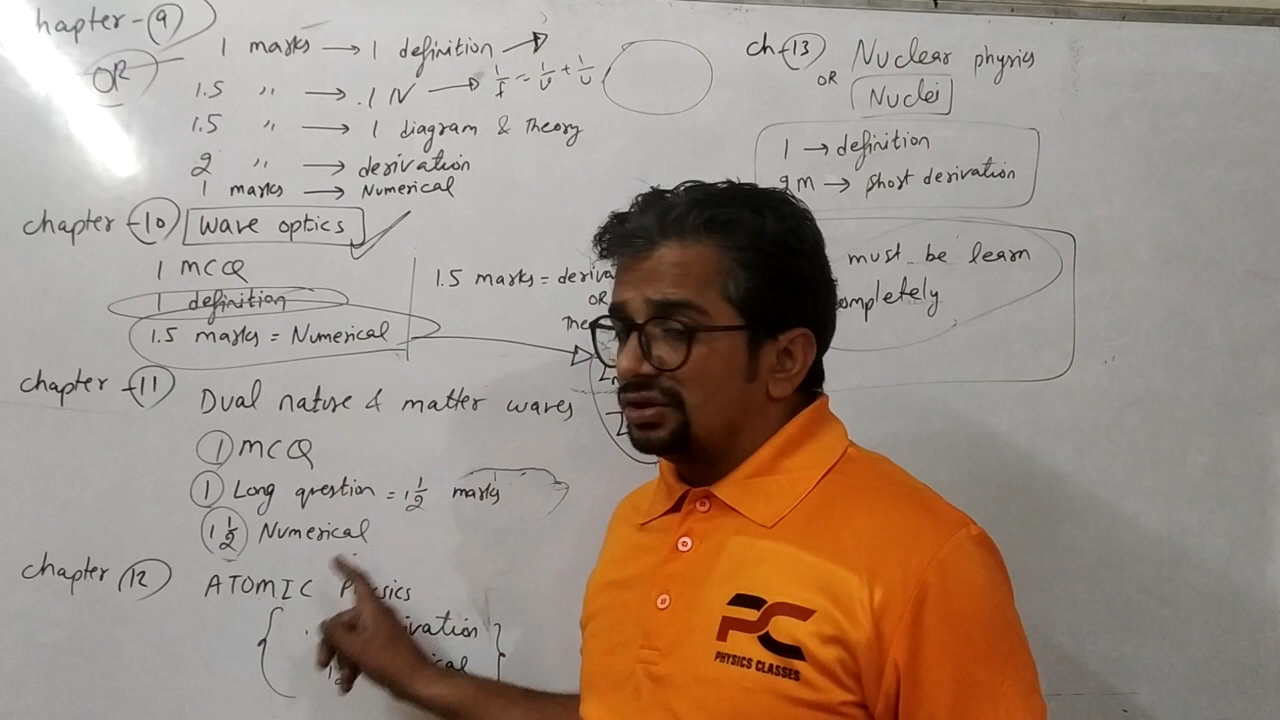 hapter - 9
OR
1 marks → 1 definition →
1.5 " → .1 N → 1/f = 1/v + 1/u
1.5 " → 1 diagram & Theory
2 " → derivation
1 marks → Numerical
chapter - 10 Wave optics
1 MCQ
1 definition
1.5 marks = Numerical
1.5 marks = deriva
OR
The
chapter - 11 Dual nature & matter waves
1 MCQ
1 Long question = 1 1/2 marks
1 1/2 Numerical
chapter 12 ATOMIC Physics
ivation
ical
ch-13 Nuclear physics
OR Nuclei
1 → definition
2M → short derivation
must be learn
ompletely
PC
PHYSICS CLASSES